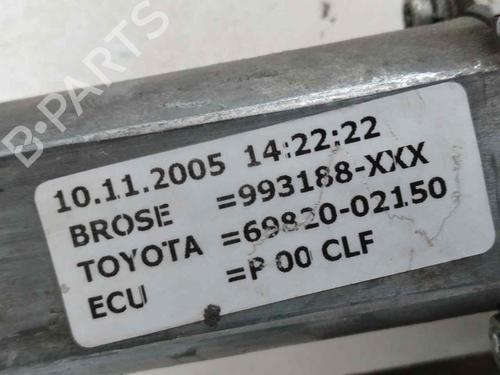 B-PARTS
10.11.2005 14:22:22
BROSE =993188-XXX
TOYOTA =69820-02150
ECU =P 00 CLF